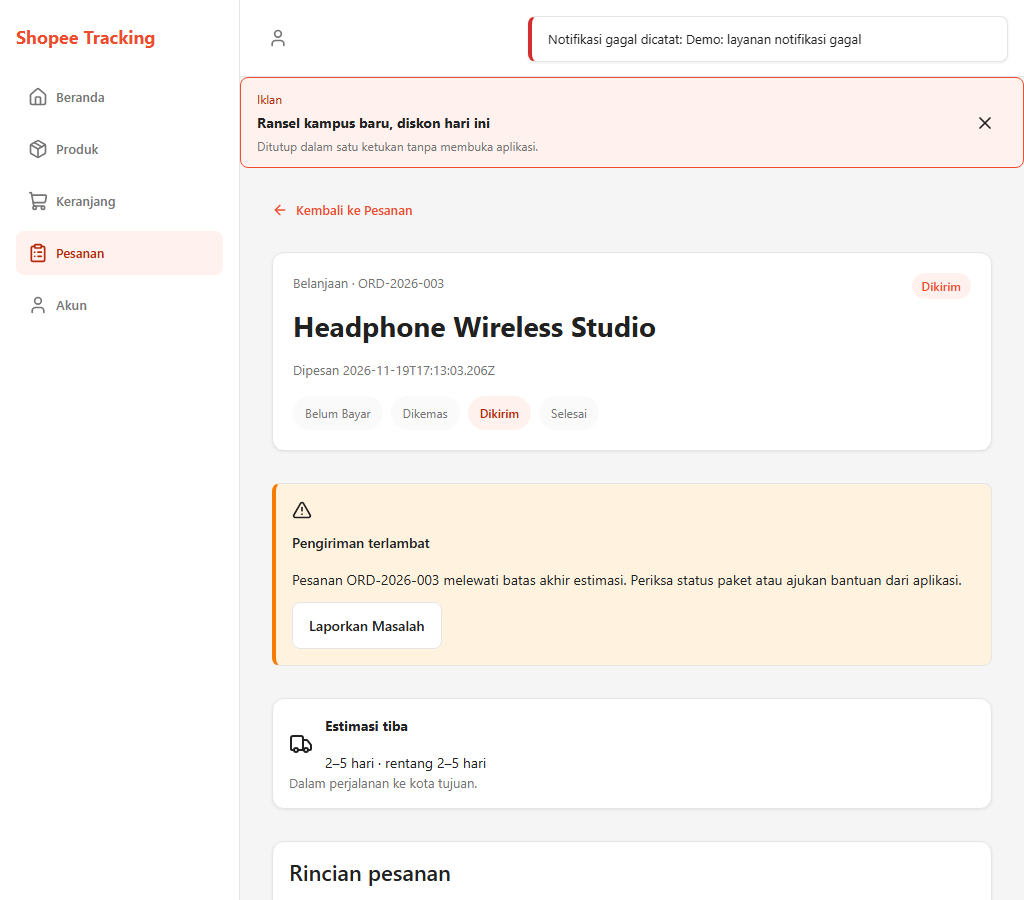 Shopee Tracking
Beranda
Produk
Keranjang
Pesanan
Akun
Notifikasi gagal dicatat: Demo: layanan notifikasi gagal
Iklan
Ransel kampus baru, diskon hari ini
Ditutup dalam satu ketukan tanpa membuka aplikasi.
Kembali ke Pesanan
Belanjaan · ORD-2026-003
Dikirim
Headphone Wireless Studio
Dipesan 2026-11-19T17:13:03.206Z
Belum Bayar
Dikemas
Dikirim
Selesai
Pengiriman terlambat
Pesanan ORD-2026-003 melewati batas akhir estimasi. Periksa status paket atau ajukan bantuan dari aplikasi.
Laporkan Masalah
Estimasi tiba
2–5 hari · rentang 2–5 hari
Dalam perjalanan ke kota tujuan.
Rincian pesanan